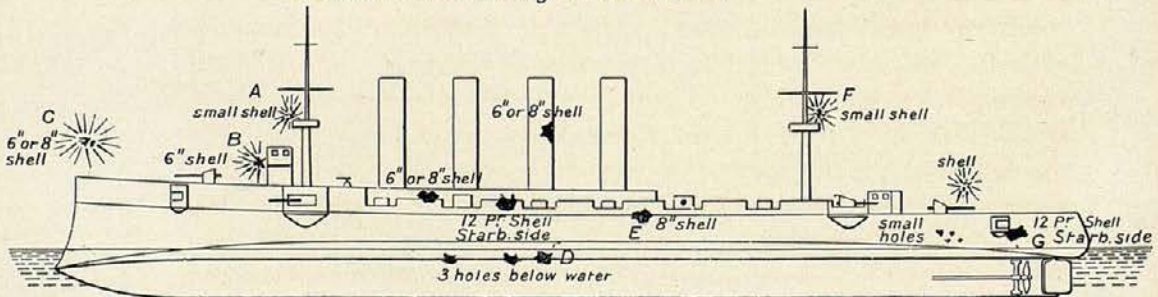 A
small shell
C
6" or 8"
shell
B
6" shell
6" or 8" shell
6" or 8" shell
12 Pr Shell
Starb. side
E
8" shell
D
3 holes below water
F
small shell
shell
small
holes
12 Pr Shell
G Starb. side